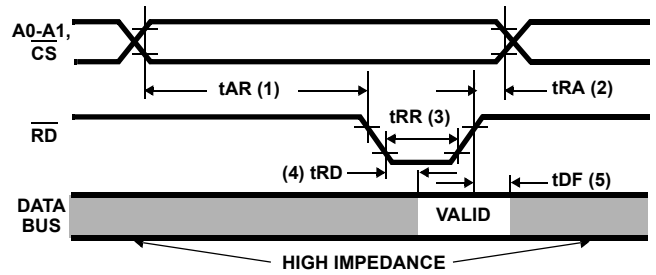 A0-A1,
CS
tAR (1)
tRA (2)
tRR (3)
RD
(4) tRD
tDF (5)
DATA
BUS
VALID
HIGH IMPEDANCE